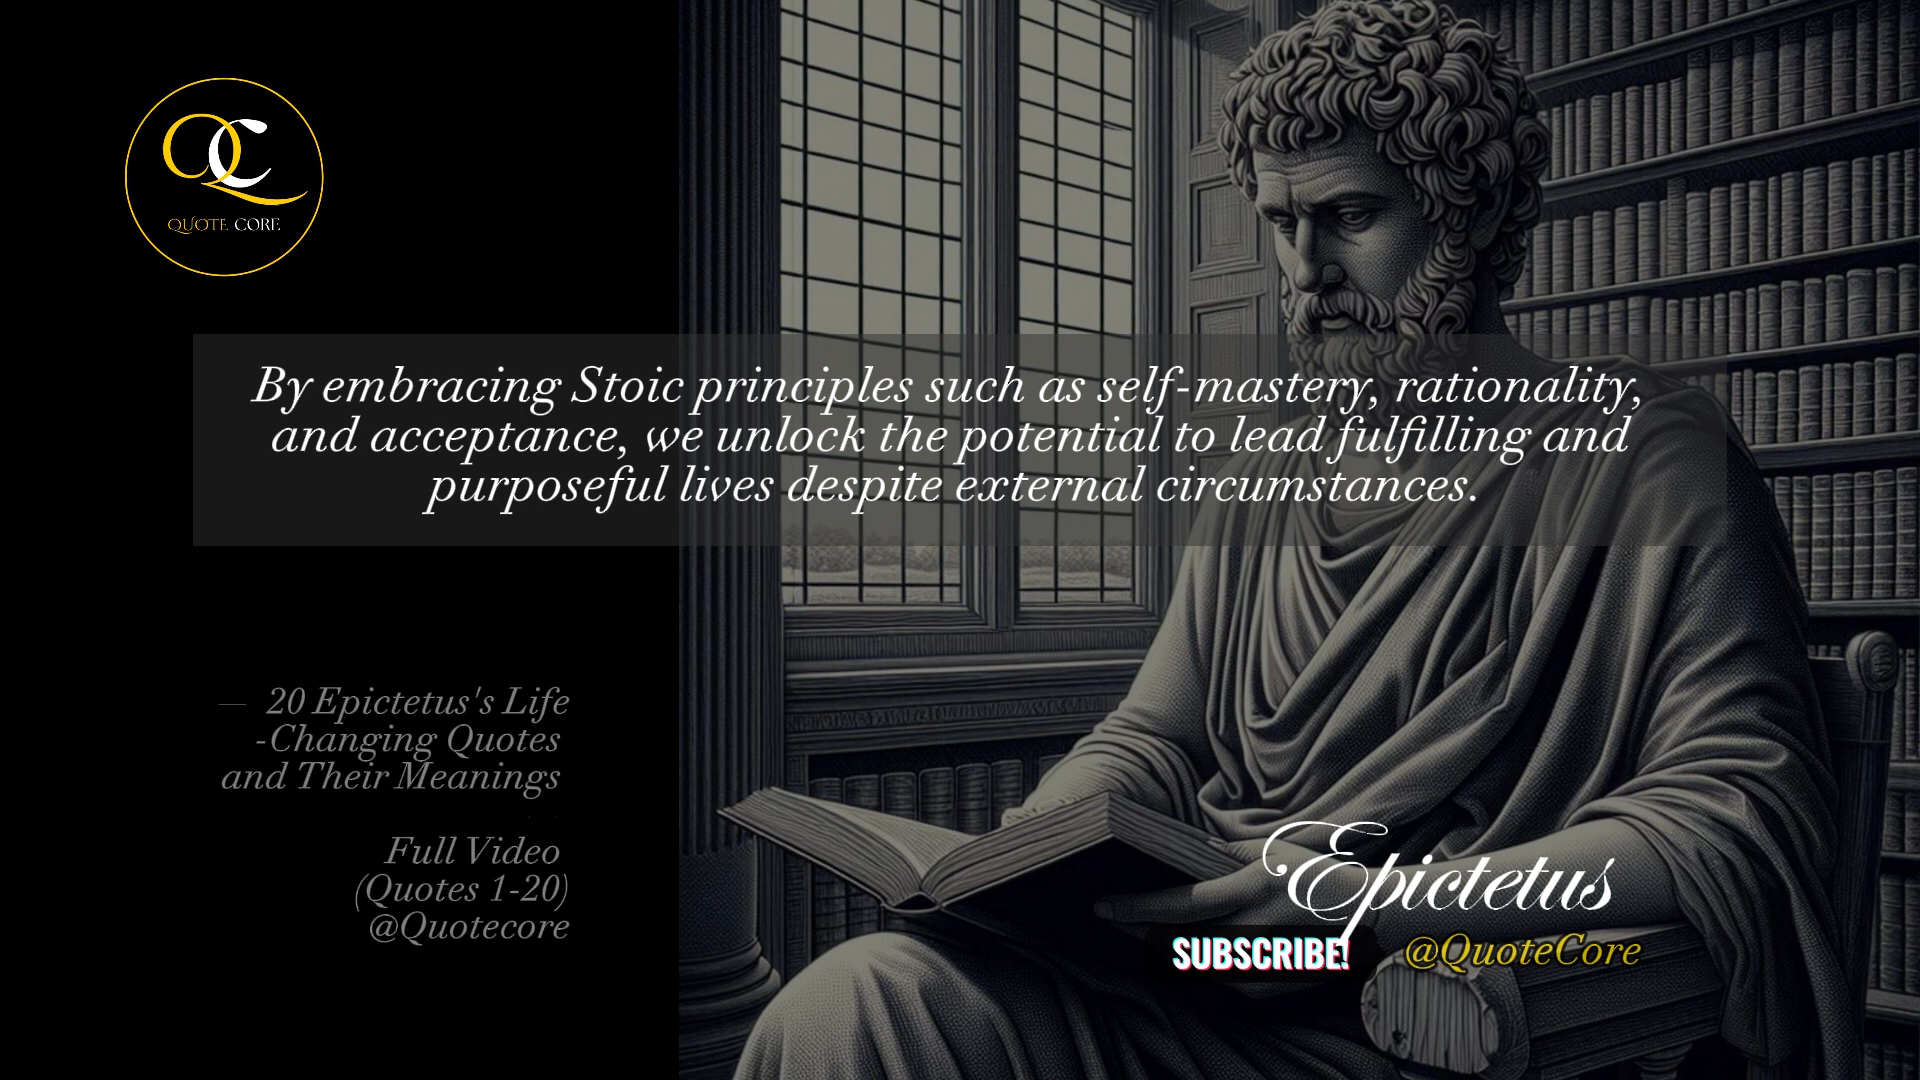 QC
QUOTE CORE
By embracing Stoic principles such as self-mastery, rationality,
and acceptance, we unlock the potential to lead fulfilling and
purposeful lives despite external circumstances.
— 20 Epictetus's Life
-Changing Quotes
and Their Meanings
Full Video
(Quotes 1-20)
@Quotecore
Epictetus
SUBSCRIBE! @QuoteCore